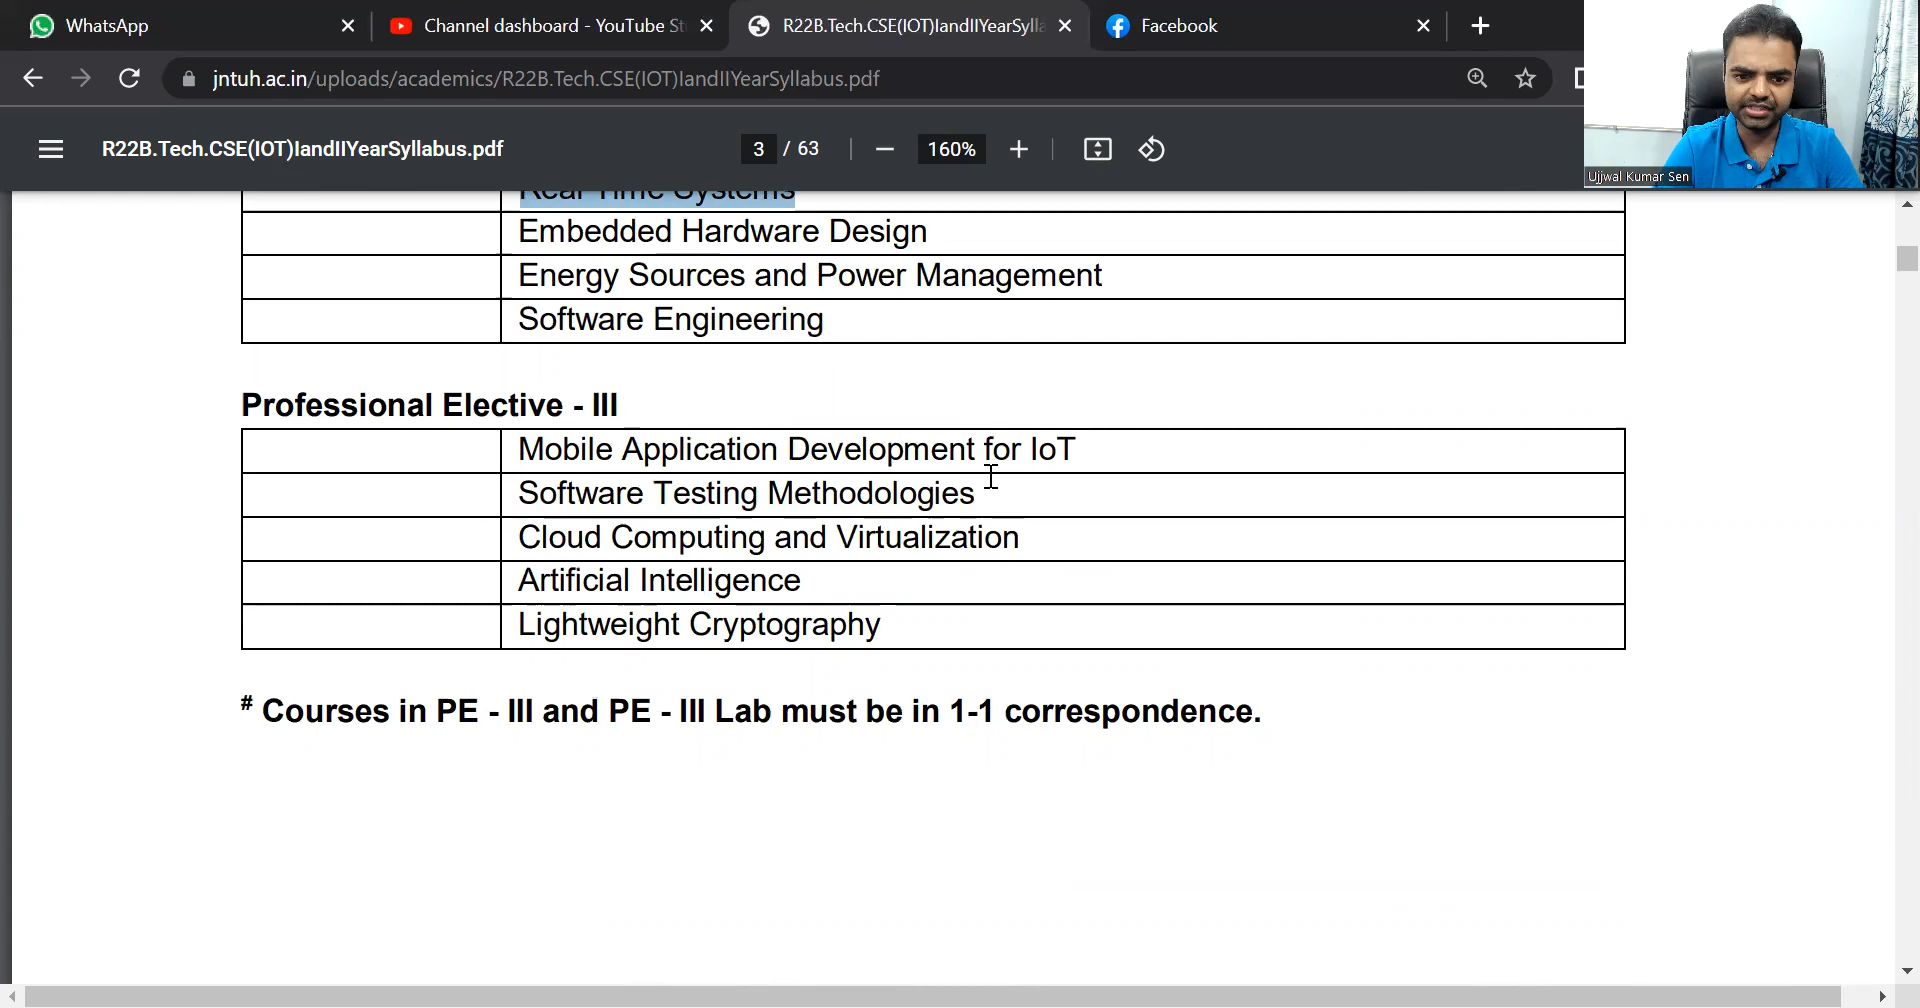 WhatsApp
Channel dashboard - YouTube St
R22B.Tech.CSE(IOT)IandIIYearSylla
Facebook
jntuh.ac.in/uploads/academics/R22B.Tech.CSE(IOT)IandIIYearSyllabus.pdf
R22B.Tech.CSE(IOT)IandIIYearSyllabus.pdf
3 / 63
160%
Ujjwal Kumar Sen
Real Time Systems
Embedded Hardware Design
Energy Sources and Power Management
Software Engineering
Professional Elective - III
Mobile Application Development for IoT
Software Testing Methodologies
Cloud Computing and Virtualization
Artificial Intelligence
Lightweight Cryptography
# Courses in PE - III and PE - III Lab must be in 1-1 correspondence.